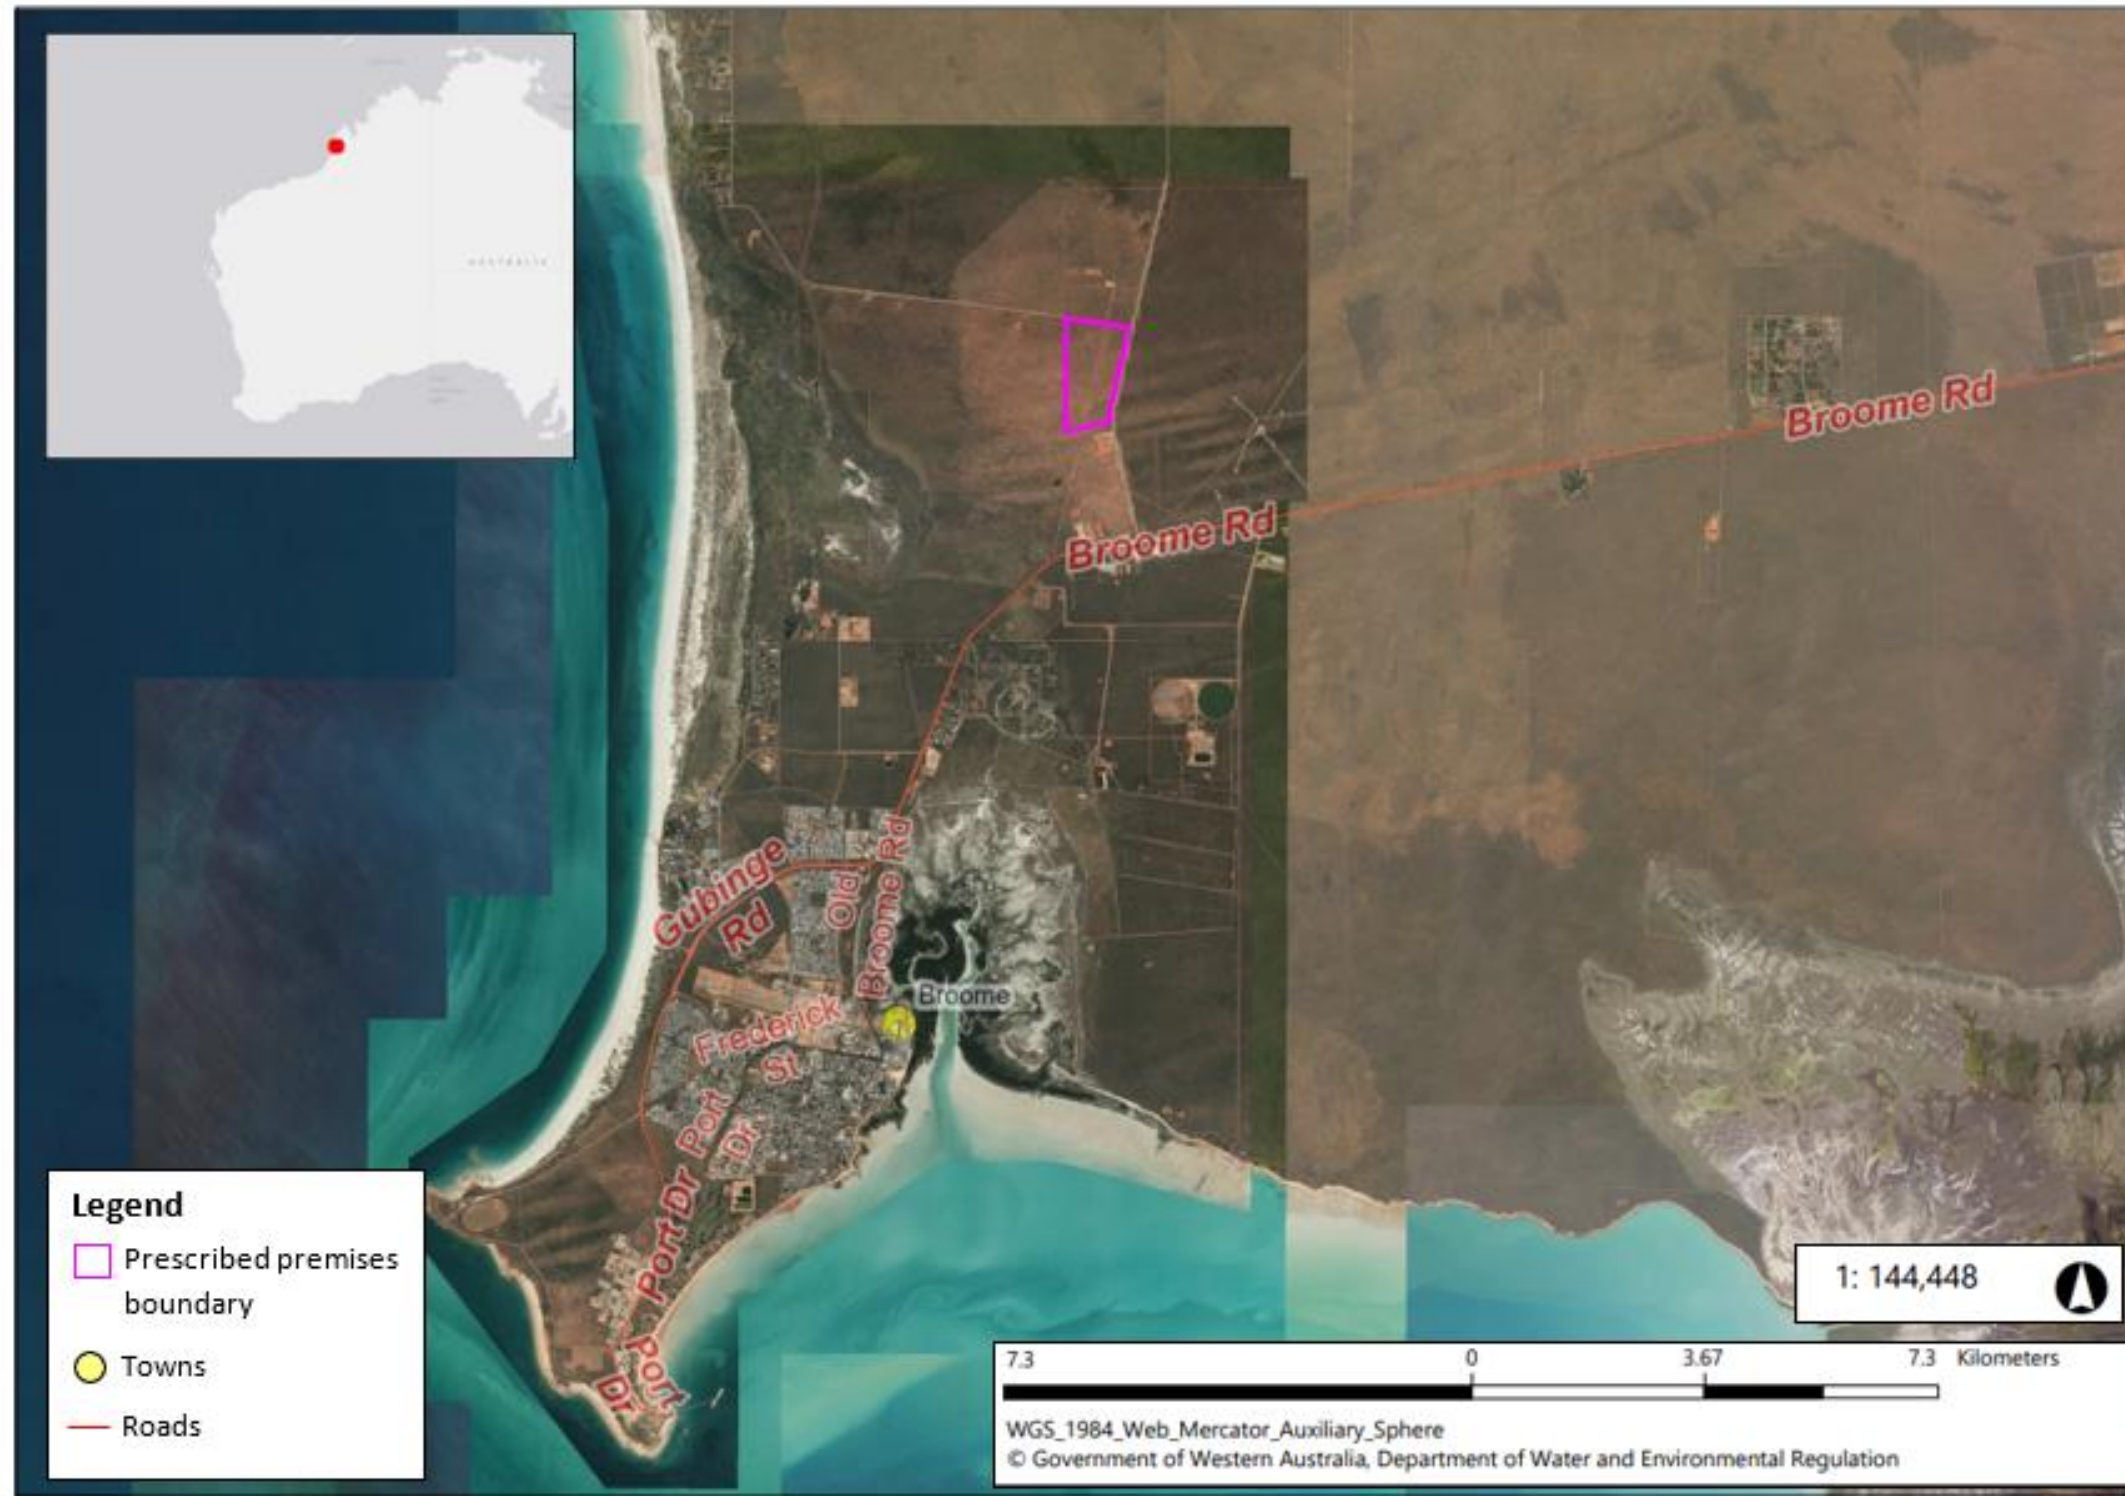 AUSTRALIA
Broome Rd
Broome Rd
Gubinge
Rd
Old
Broome Rd
Broome
Frederick
St
Port
Dr
Port Dr
Port
Dr
Legend
Prescribed premises
boundary
Towns
Roads
1: 144,448
7.3 0 3.67 7.3 Kilometers
WGS_1984_Web_Mercator_Auxiliary_Sphere
© Government of Western Australia, Department of Water and Environmental Regulation